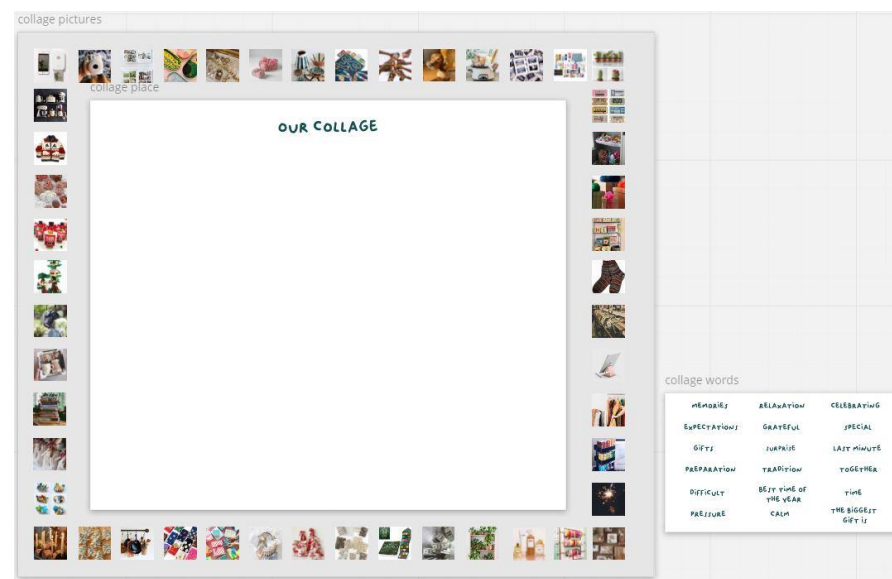 collage pictures
collage place
OUR COLLAGE
collage words
MEMORIES RELAXATION CELEBRATING
EXPECTATIONS GRATEFUL SPECIAL
GIFTS SURPRISE LAST MINUTE
PREPARATION TRADITION TOGETHER
DIFFICULT BEST TIME OF THE YEAR TIME
PRESSURE CALM THE BIGGEST GIFT IS